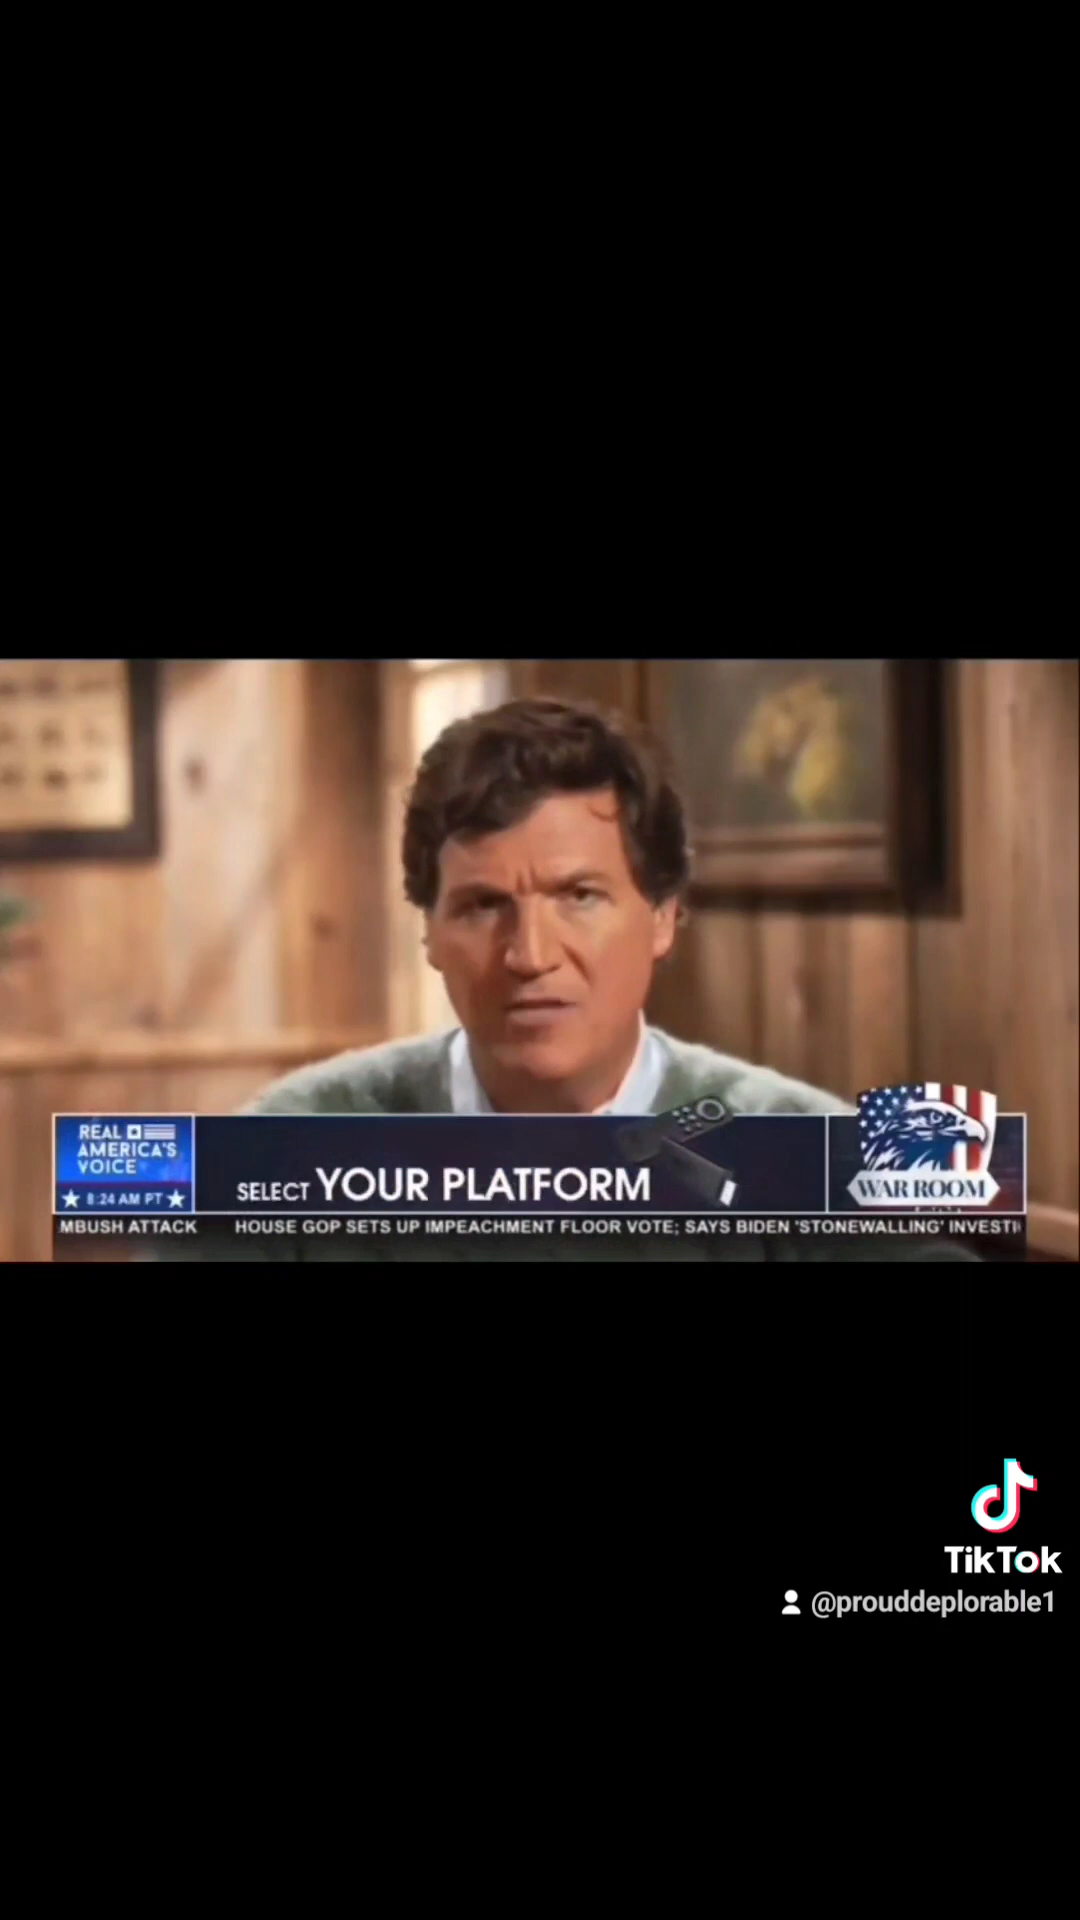 REAL
AMERICA'S
VOICE
8:24 AM PT
SELECT YOUR PLATFORM
WAR ROOM
MBUSH ATTACK HOUSE GOP SETS UP IMPEACHMENT FLOOR VOTE; SAYS BIDEN 'STONEWALLING' INVESTI
TikTok
@prouddeplorable1